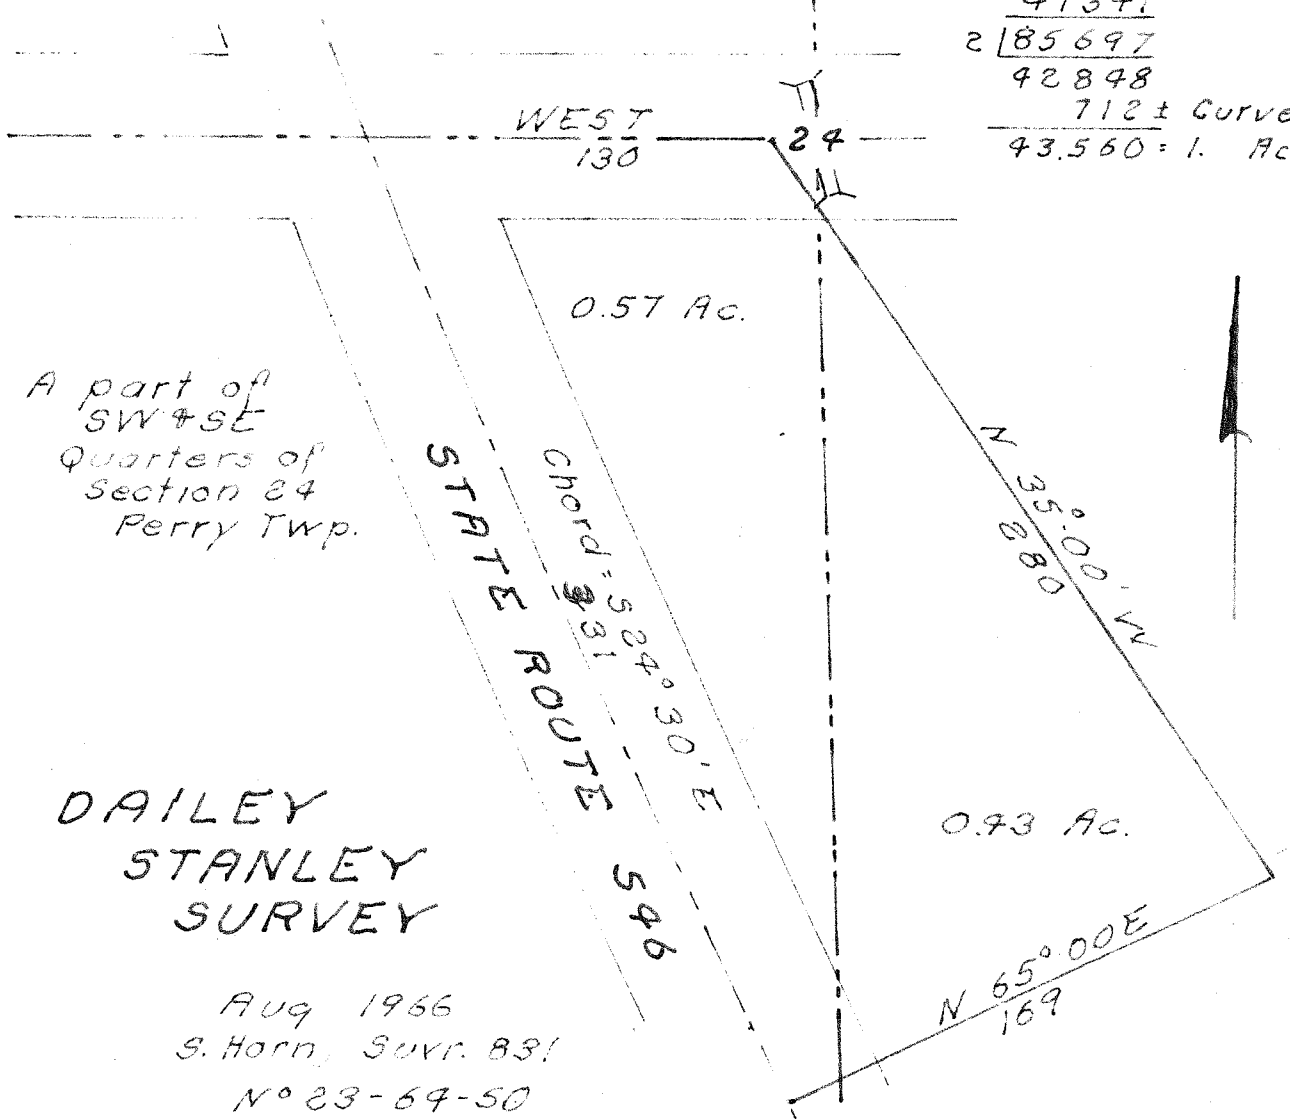 2 85697
42848
712 ± Curve
43.560 = 1. Ac
WEST
130
24
0.57 Ac.
A part of
SW & SE
Quarters of
Section 24
Perry Twp.
STATE ROUTE 546
Chord = S 24° 30' E
331
N 35°-00' W
280
0.43 Ac.
DAILEY
STANLEY
SURVEY
N 65°-00 E
169
Aug 1966
S. Horn, Suvr. 831
N° 23-64-50